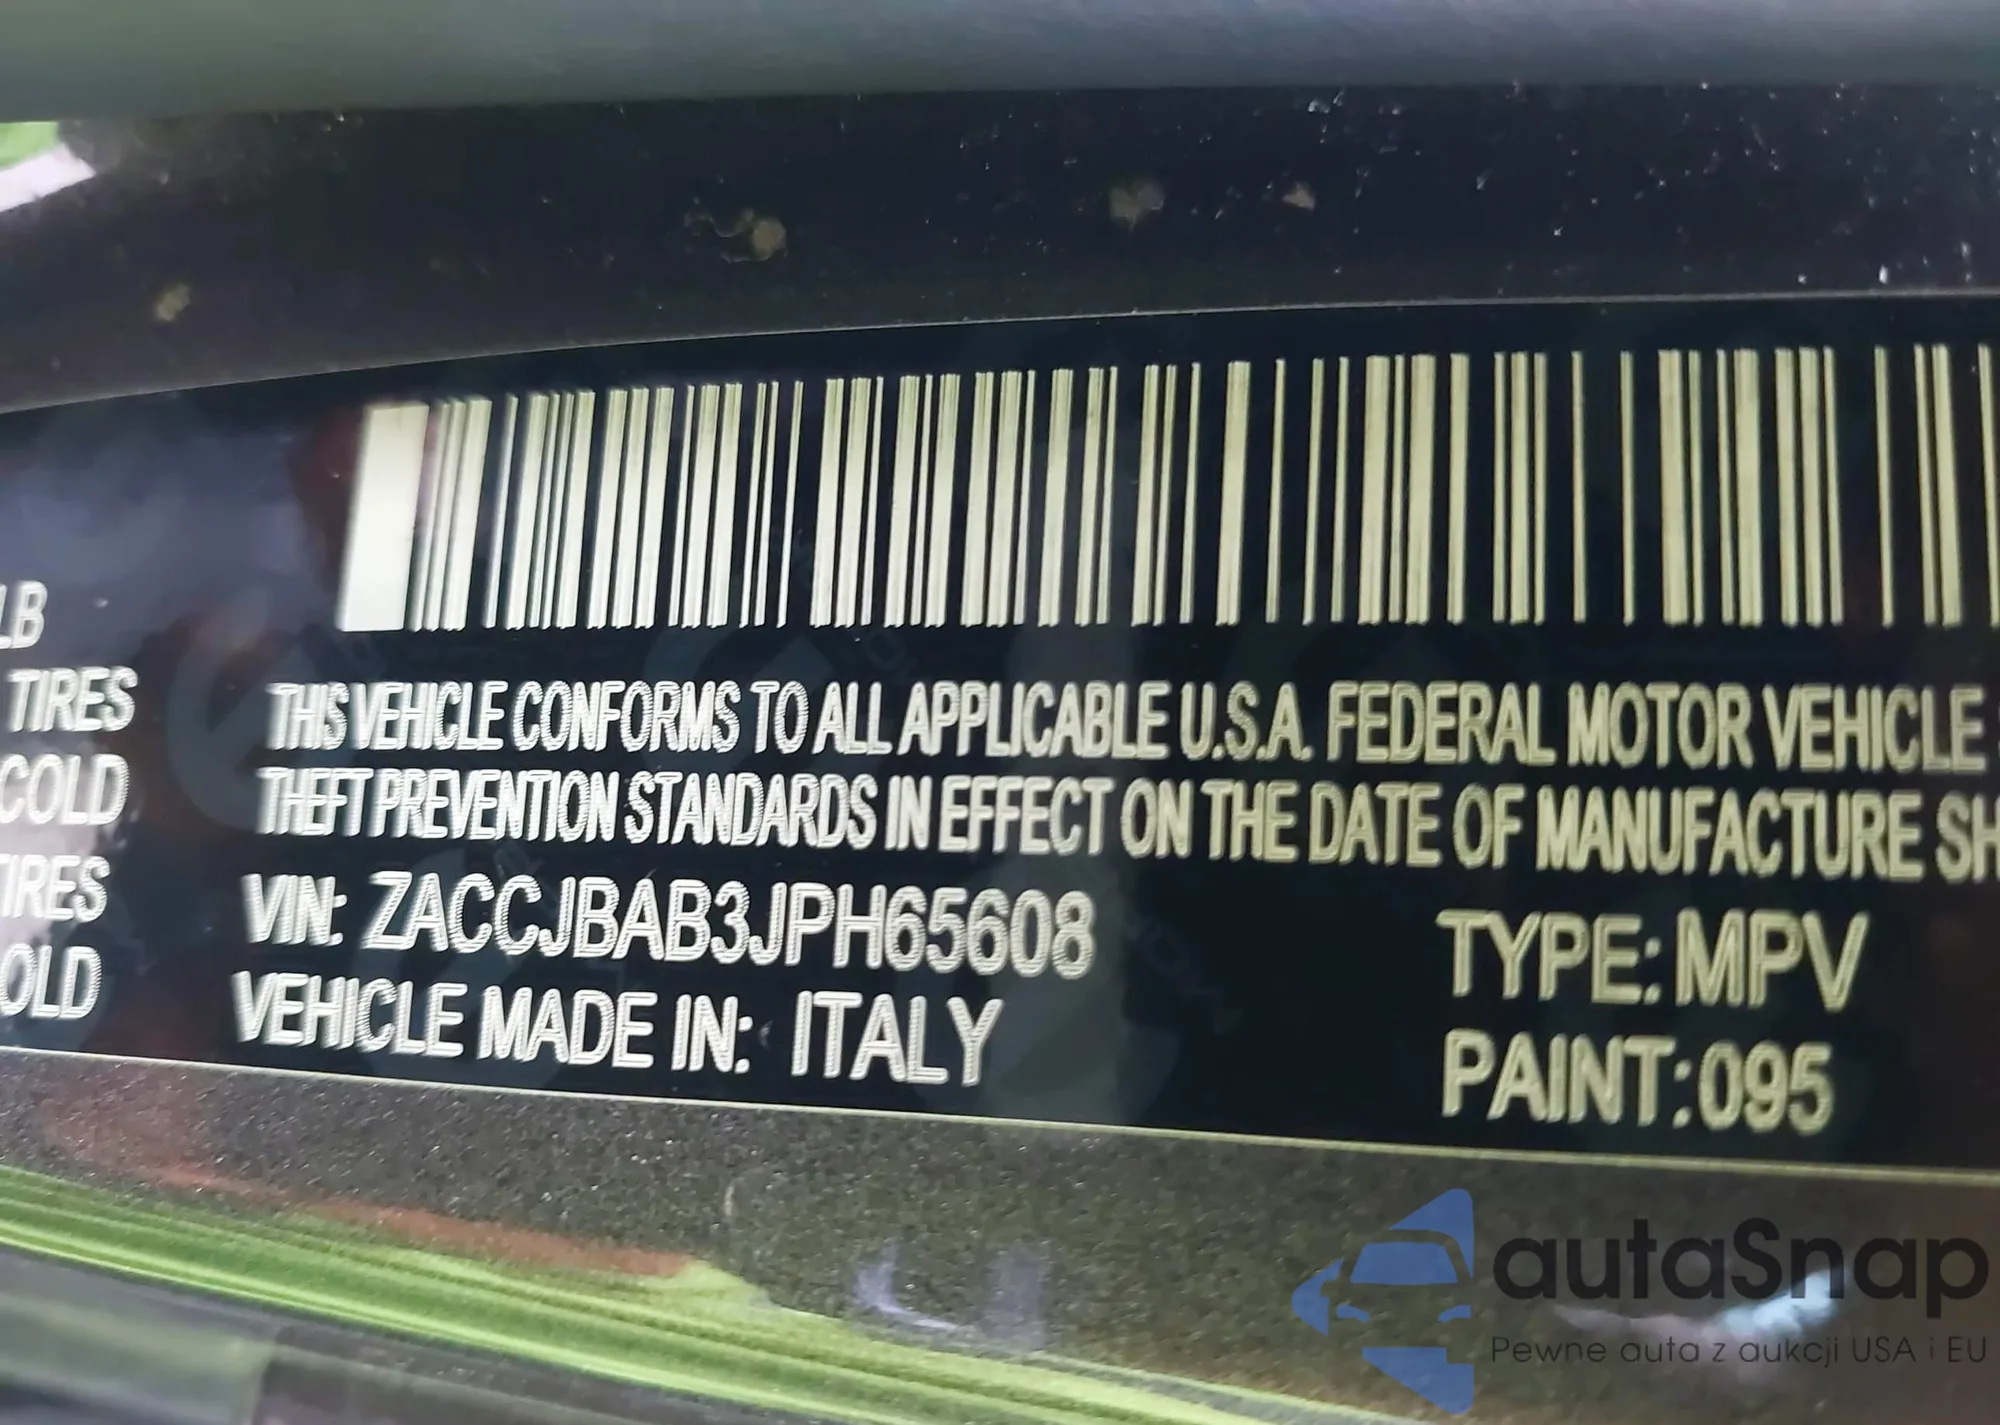 LB
TIRES
COLD
TIRES
OLD
THIS VEHICLE CONFORMS TO ALL APPLICABLE U.S.A. FEDERAL MOTOR VEHICLE
THEFT PREVENTION STANDARDS IN EFFECT ON THE DATE OF MANUFACTURE SH
VIN: ZACCJBAB3JPH65608
TYPE: MPV
VEHICLE MADE IN: ITALY
PAINT: 095
autaSnap
Pewne auta z aukcji USA i EU